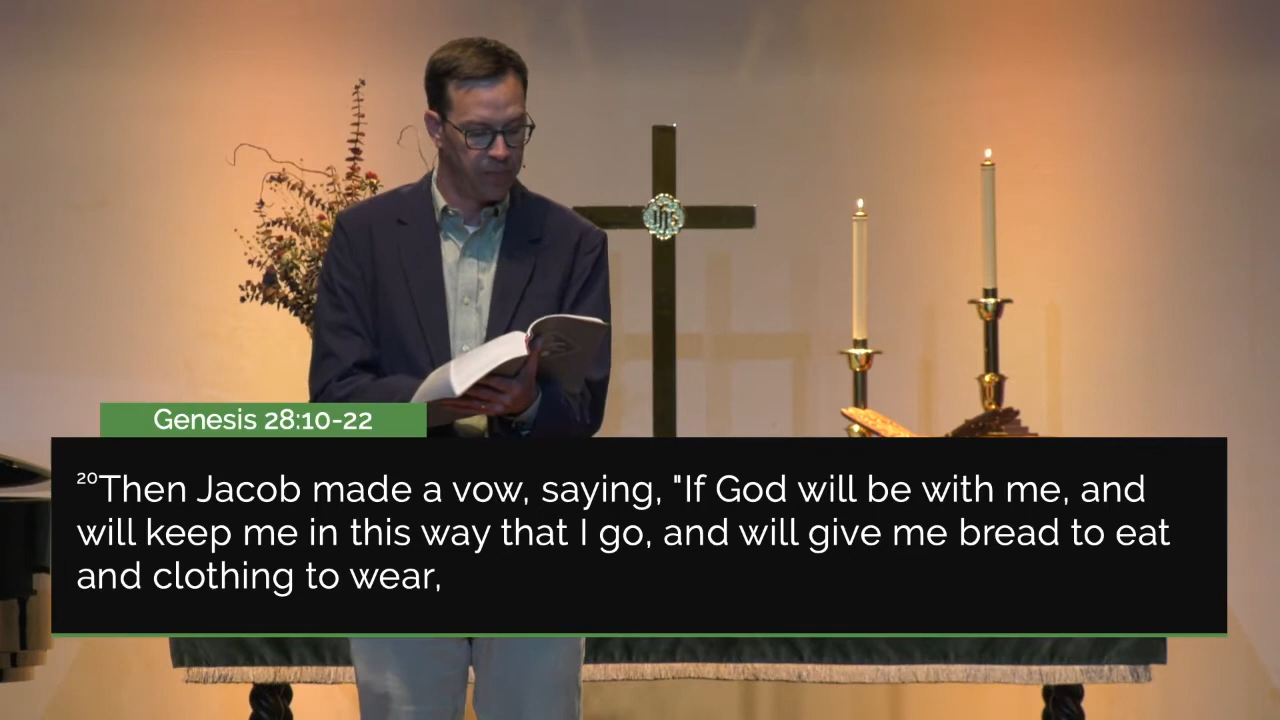 ihs
Genesis 28:10-22
20Then Jacob made a vow, saying, "If God will be with me, and
will keep me in this way that I go, and will give me bread to eat
and clothing to wear,